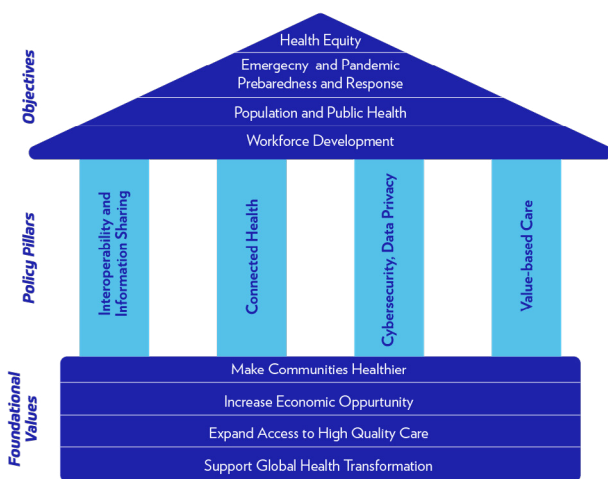 Objectives
Health Equity
Emergecny and Pandemic
Prebaredness and Response
Population and Public Health
Workforce Development
Policy Pillars
Interoperability and
Information Sharing
Connected Health
Cybersecurity, Data Privacy
Value-based Care
Foundational
Values
Make Communities Healthier
Increase Economic Opportunity
Expand Access to High Quality Care
Support Global Health Transformation